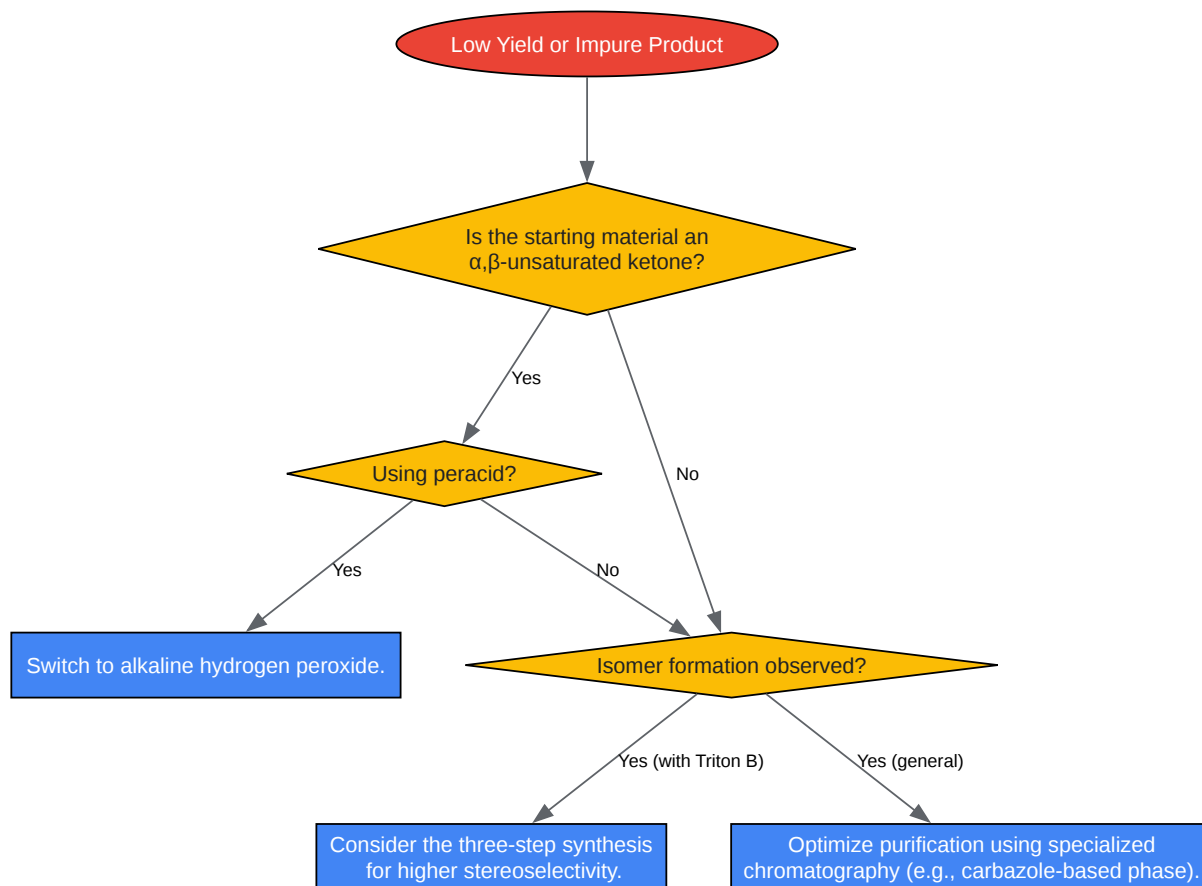 Low Yield or Impure Product
Is the starting material an
α,β-unsaturated ketone?
Yes
Using peracid?
No
Yes
No
Switch to alkaline hydrogen peroxide.
Isomer formation observed?
Yes (with Triton B)
Yes (general)
Consider the three-step synthesis
for higher stereoselectivity.
Optimize purification using specialized
chromatography (e.g., carbazole-based phase).